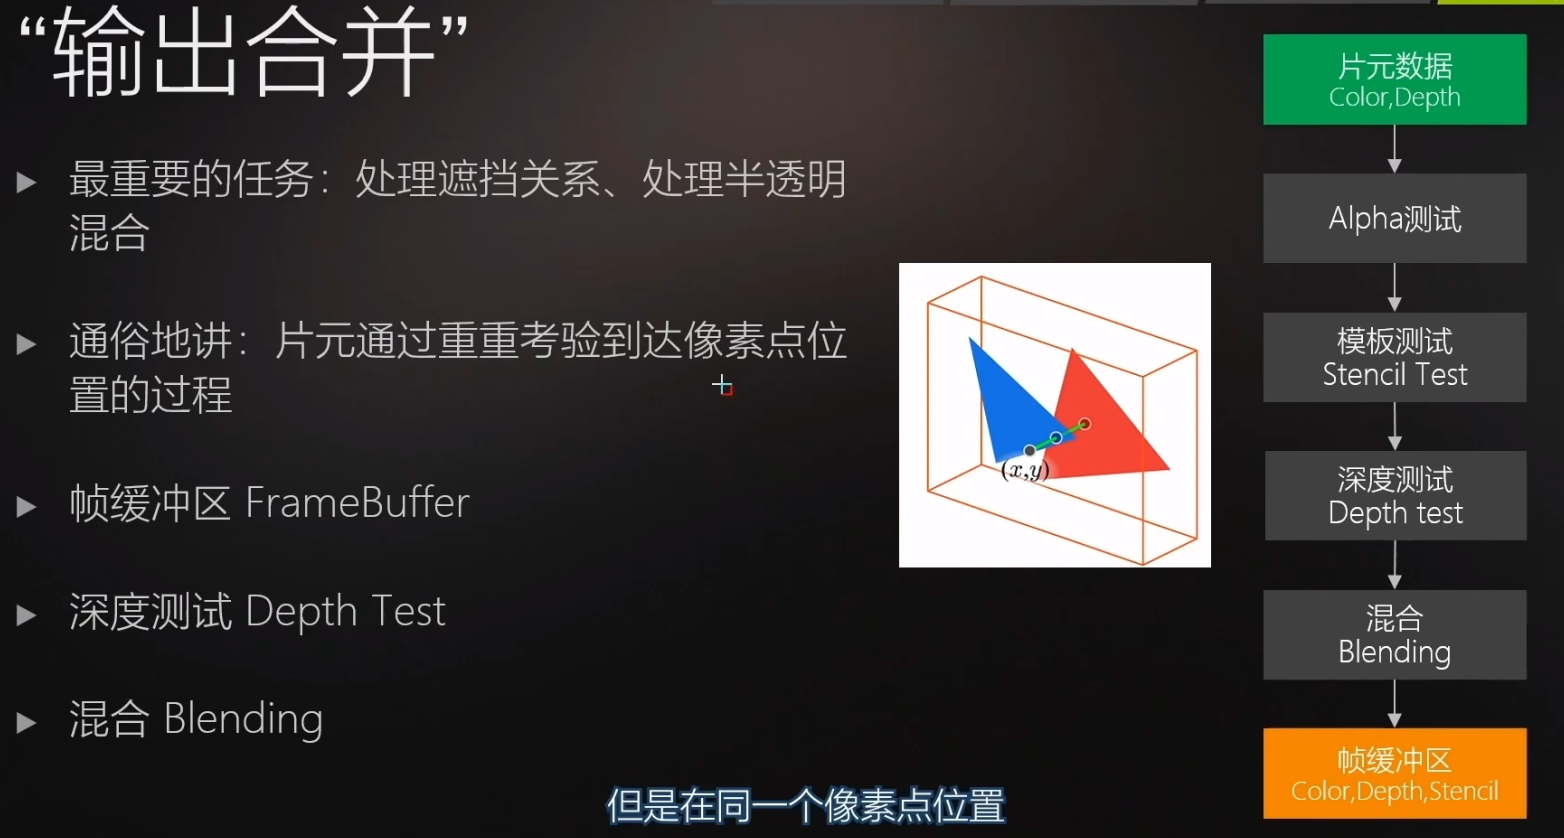 “输出合并”
最重要的任务：处理遮挡关系、处理半透明
混合
通俗地讲：片元通过重重考验到达像素点位
置的过程
帧缓冲区 FrameBuffer
深度测试 Depth Test
混合 Blending
(x,y)
片元数据
Color,Depth
Alpha测试
模板测试
Stencil Test
深度测试
Depth test
混合
Blending
帧缓冲区
Color,Depth,Stencil
但是在同一个像素点位置